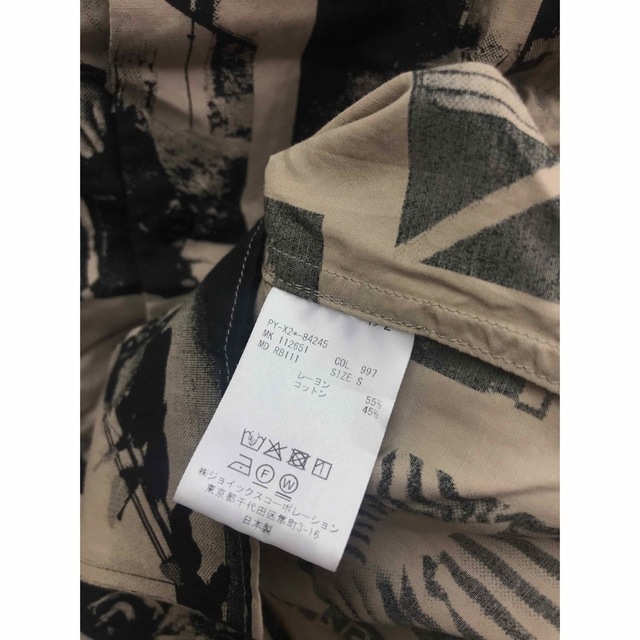 PY-X2*-84245
MK 112651 COL. 997
MD RB111 SIZE S
レーヨン 55%
コットン 45%
F W
株ジョイックスコーポレーション
東京都千代田区麹町3-16
日本製